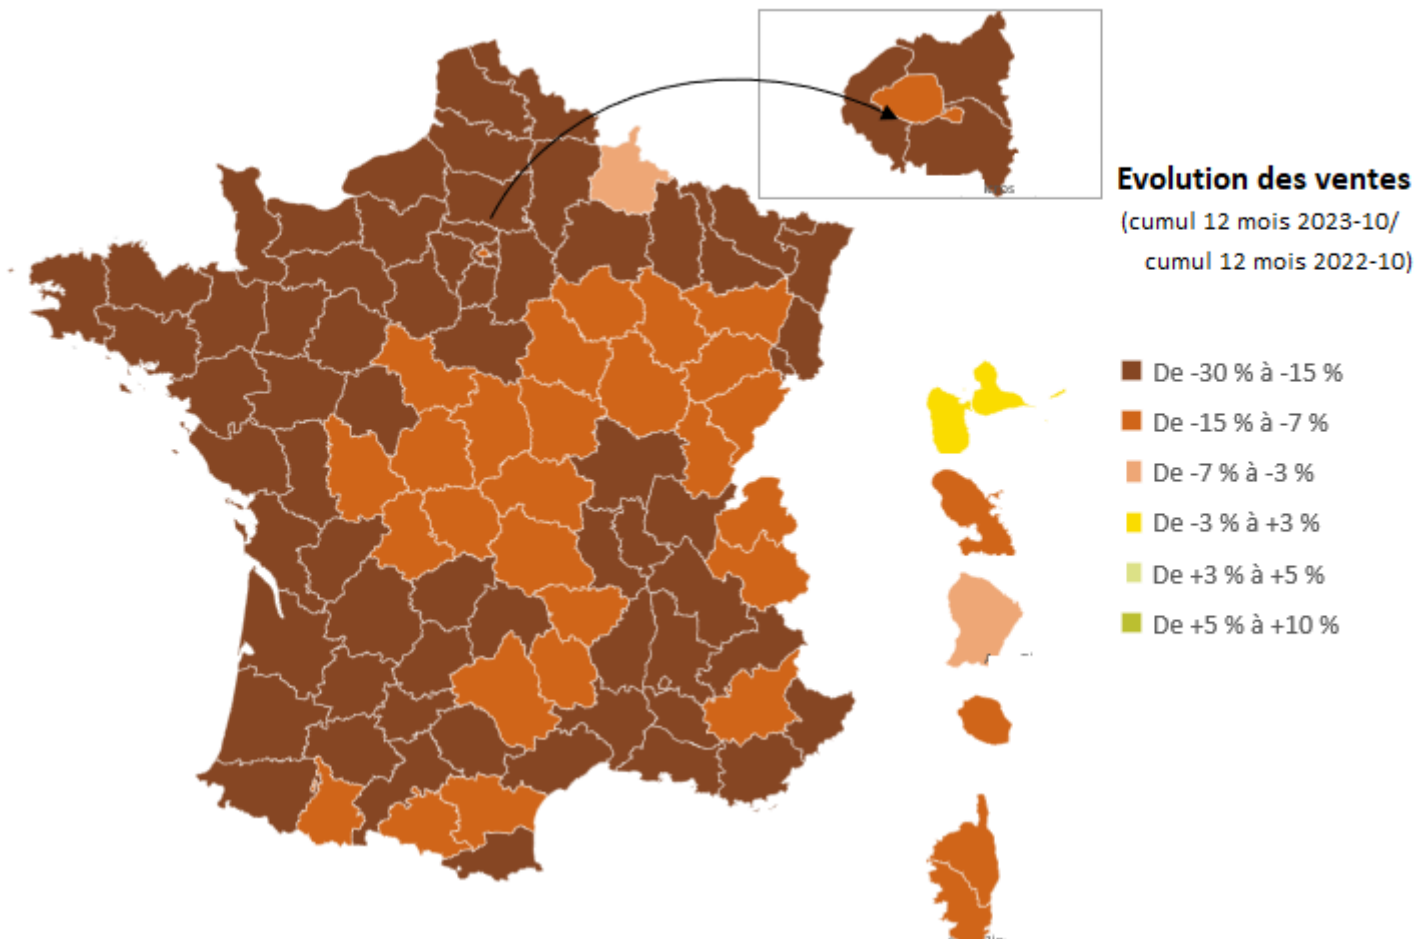 Evolution des ventes
(cumul 12 mois 2023-10/
cumul 12 mois 2022-10)
De -30 % à -15 %
De -15 % à -7 %
De -7 % à -3 %
De -3 % à +3 %
De +3 % à +5 %
De +5 % à +10 %